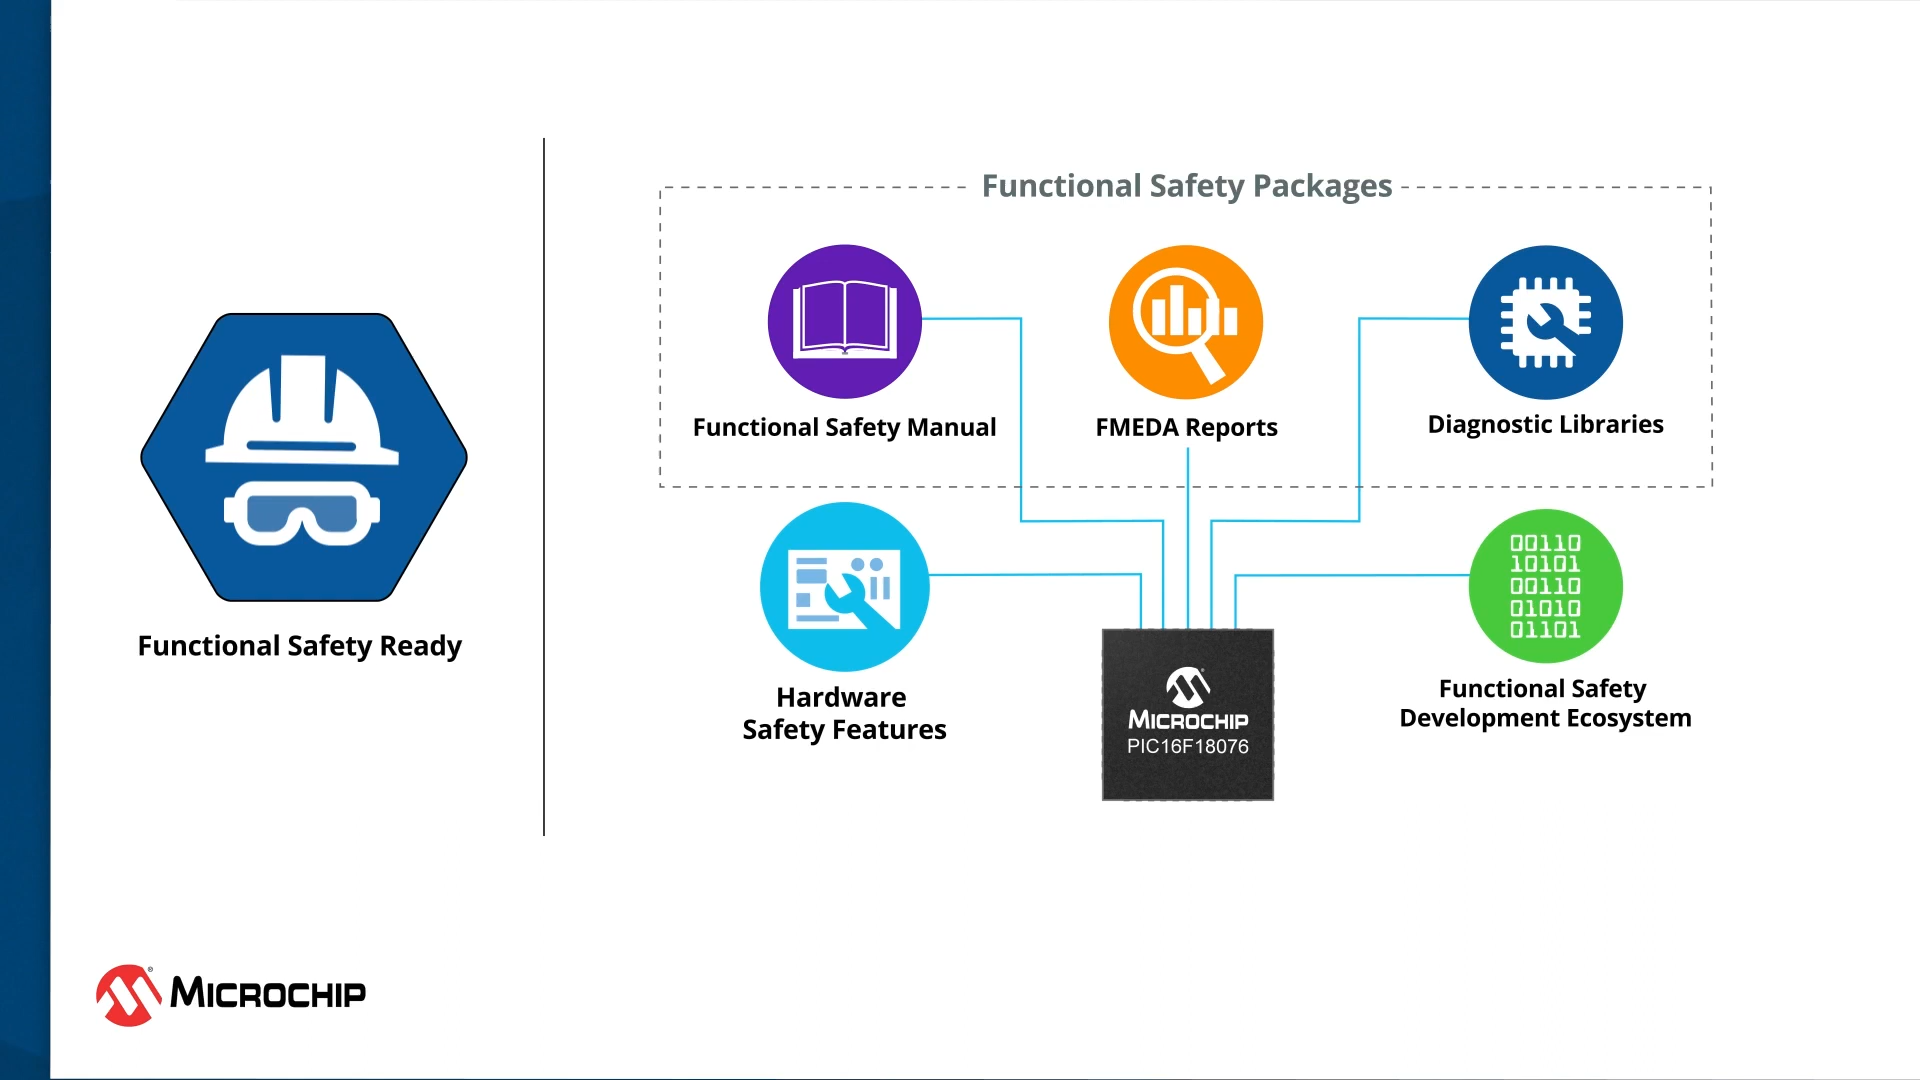 Functional Safety Packages
Functional Safety Manual
FMEDA Reports
Diagnostic Libraries
00110
10101
00110
01010
01101
Functional Safety Ready
Hardware
Safety Features
MICROCHIP
PIC16F18076
Functional Safety
Development Ecosystem
MICROCHIP